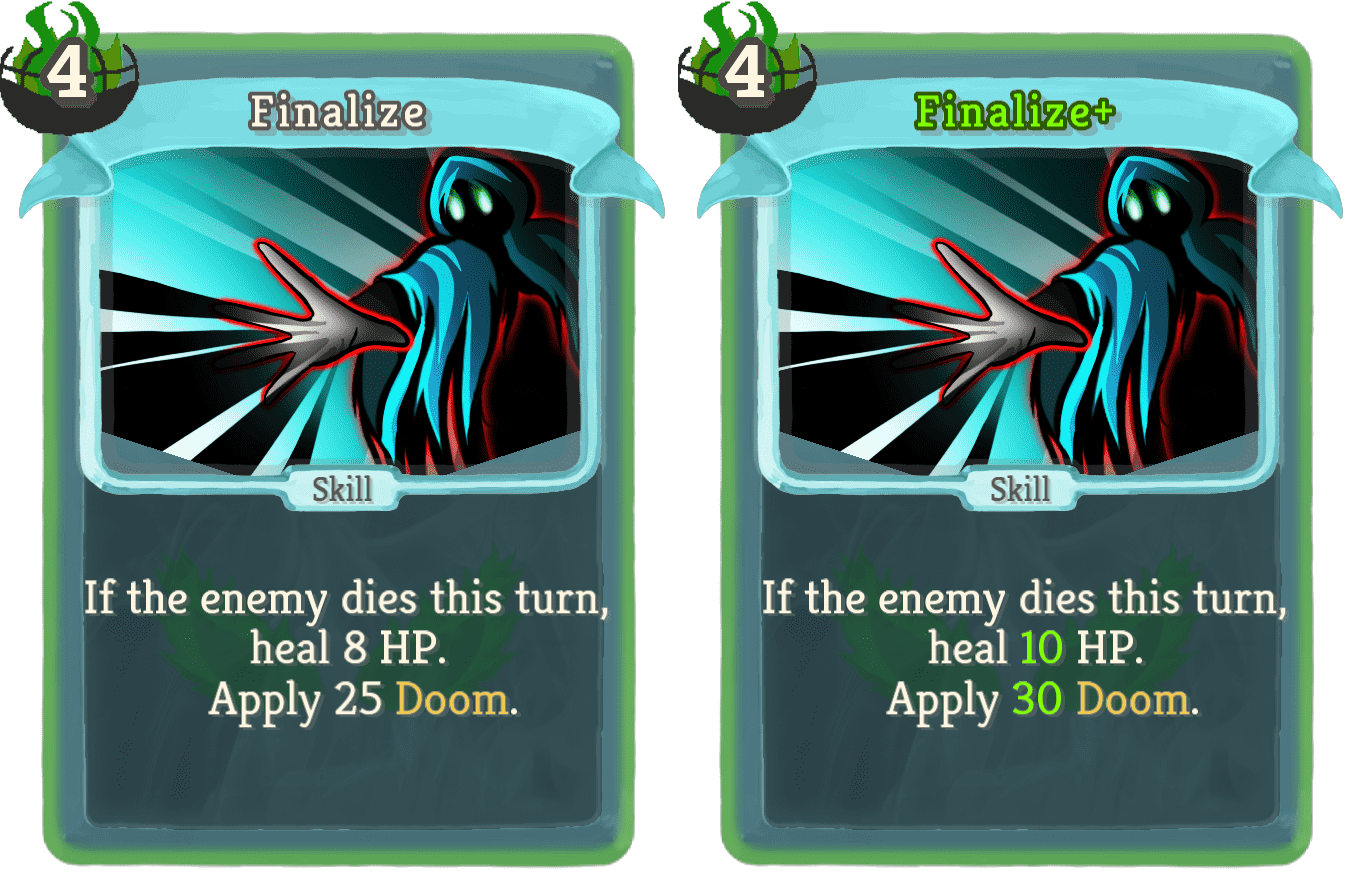 4
Finalize
Skill
If the enemy dies this turn,
heal 8 HP.
Apply 25 Doom.
4
Finalize+
Skill
If the enemy dies this turn,
heal 10 HP.
Apply 30 Doom.